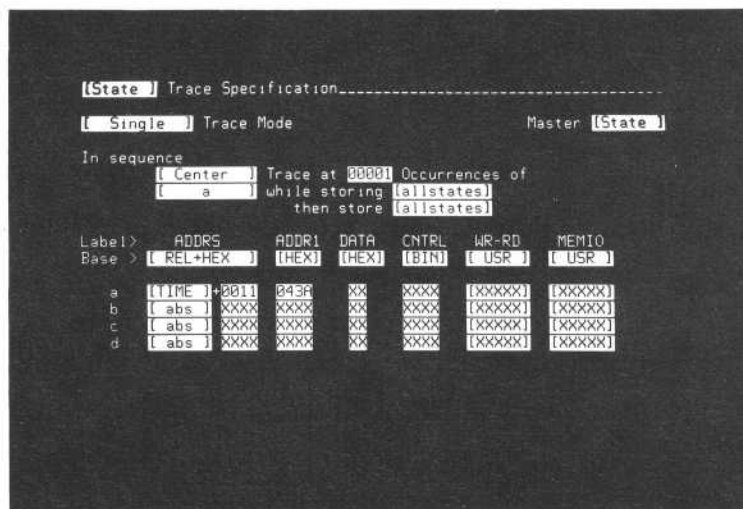 [State ] Trace Specification
[ Single ] Trace Mode Master [State ]
In sequence
[ Center ] Trace at 00001 Occurrences of
[ a ] while storing [allstates]
then store [allstates]
Label> ADDRS ADDR1 DATA CNTRL WR-RD MEMIO
Base > [ REL+HEX ] [HEX] [HEX] [BIN] [ USR ] [ USR ]
a [TIME ]+0011 043A XX XXXX [XXXXX] [XXXXX]
b [ abs ] XXXX XXXX XX XXXX [XXXXX] [XXXXX]
c [ abs ] XXXX XXXX XX XXXX [XXXXX] [XXXXX]
d [ abs ] XXXX XXXX XX XXXX [XXXXX] [XXXXX]